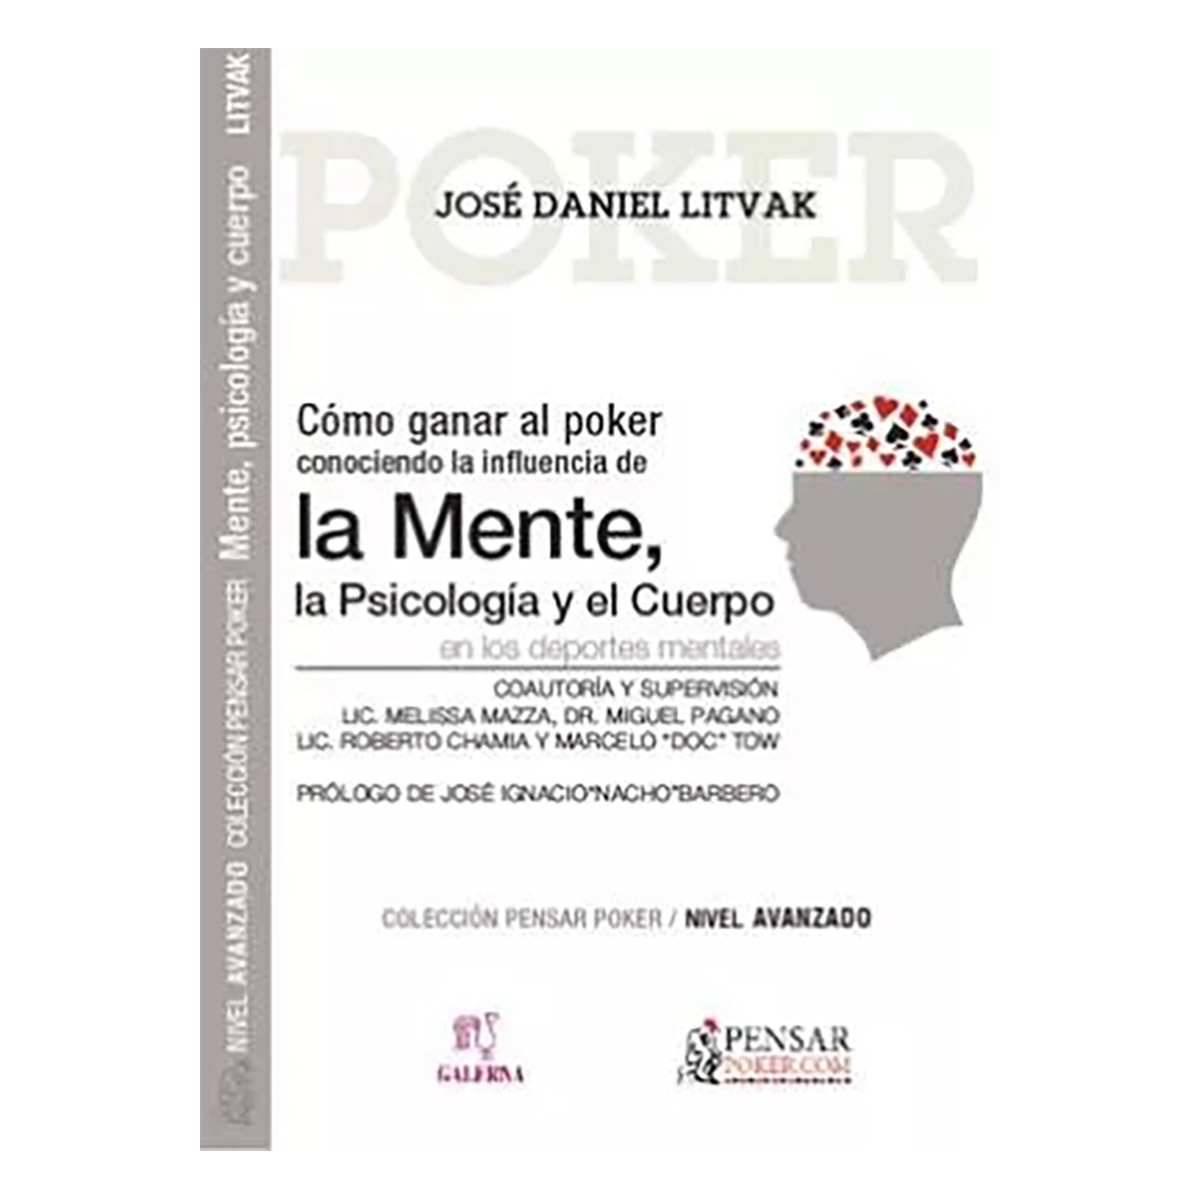 NIVEL AVANZADO COLECCIÓN PENSAR POKER Mente, psicología y cuerpo LITVAK
POKER
JOSÉ DANIEL LITVAK
Cómo ganar al poker
conociendo la influencia de
la Mente,
la Psicología y el Cuerpo
en los deportes mentales
COAUTORÍA Y SUPERVISIÓN
LIC. MELISSA MAZZA, DR. MIGUEL PAGANO
LIC. ROBERTO CHAMIA Y MARCELO "DOC" TOW
PRÓLOGO DE JOSÉ IGNACIO"NACHO"BARBERO
COLECCIÓN PENSAR POKER / NIVEL AVANZADO
GALERNA
PENSAR
POKER.COM